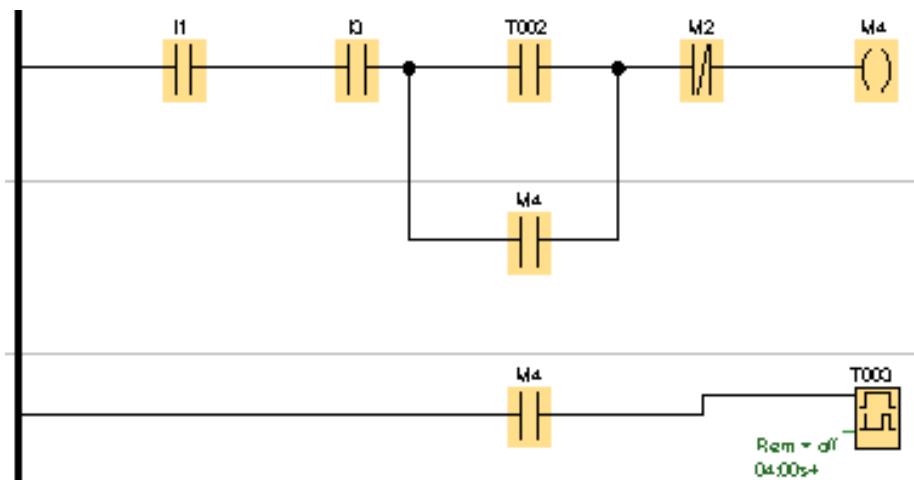 I1 I3 T002 M2 M4
M4
M4 T003
Rem = off
04:00s+